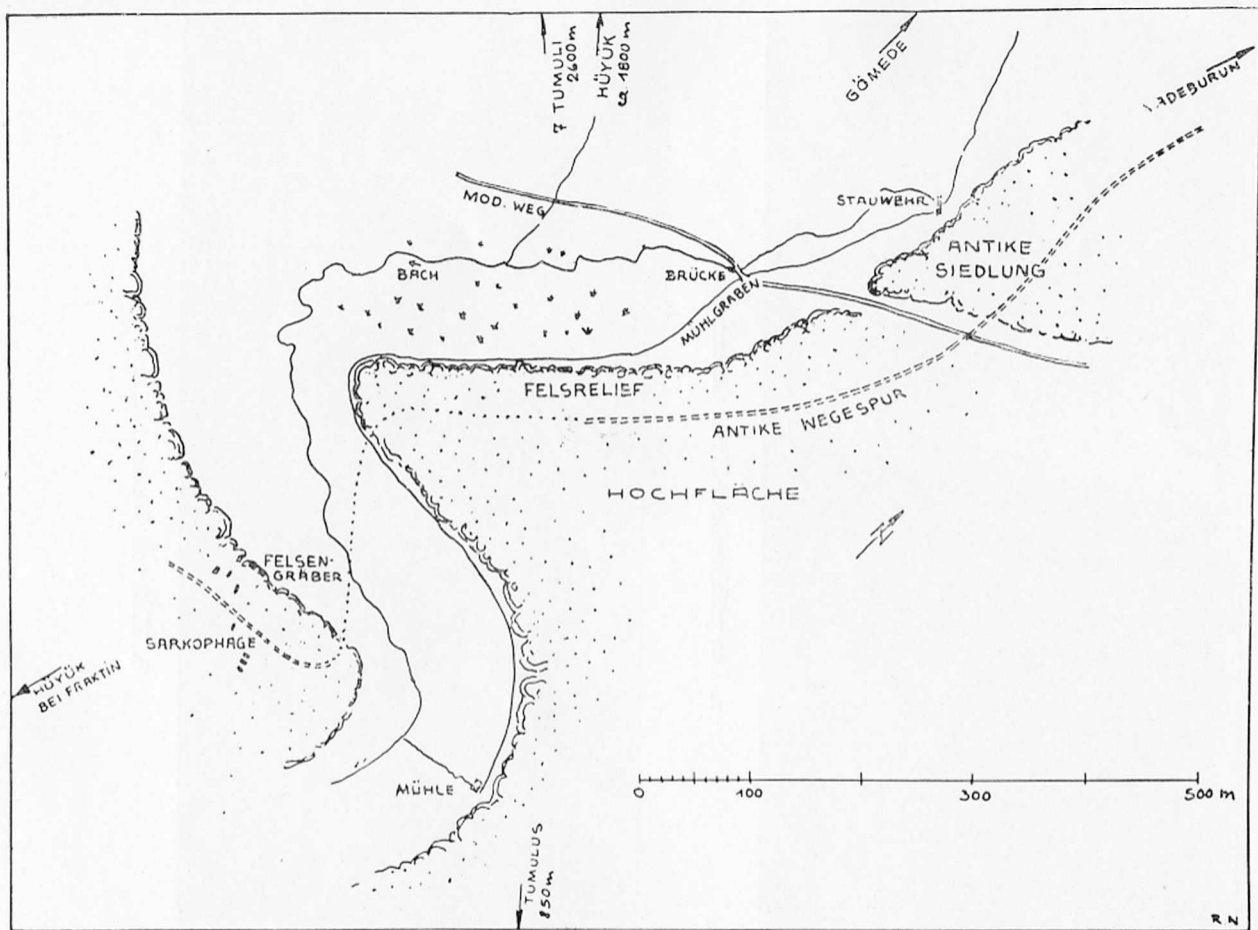 7 TUMULI
2600 m
HÜYÜK
ca. 1800 m
GÖMEDE
MOD. WEG
STAUWEHR
ANTIKE
SIEDLUNG
BACH
BRÜCKE
MÜHLGRABEN
FELSRELIEF
ANTIKE WEGESPUR
HOCHFLÄCHE
FELSEN-
GRÄBER
SARKOPHAGE
HÜYÜK
BEI FRAKTIN
MÜHLE
0 100 300 500 m
TUMULUS
850 m
R N